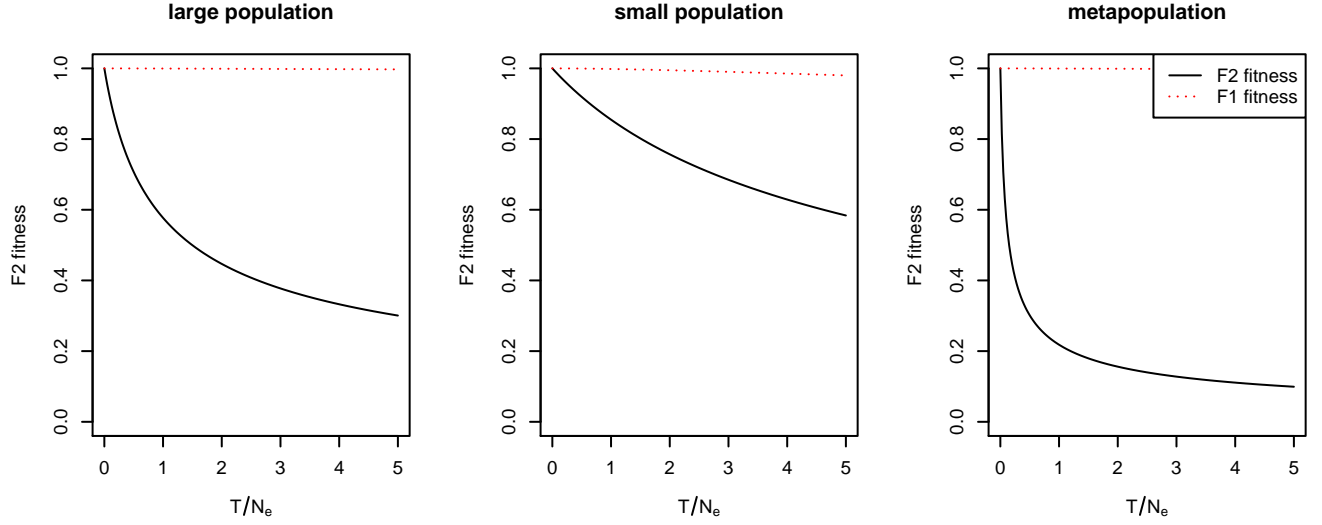 large population
F2 fitness
0.0 0.2 0.4 0.6 0.8 1.0
0 1 2 3 4 5
T/Ne
small population
F2 fitness
0.0 0.2 0.4 0.6 0.8 1.0
0 1 2 3 4 5
T/Ne
metapopulation
F2 fitness
0.0 0.2 0.4 0.6 0.8 1.0
F2 fitness
F1 fitness
0 1 2 3 4 5
T/Ne